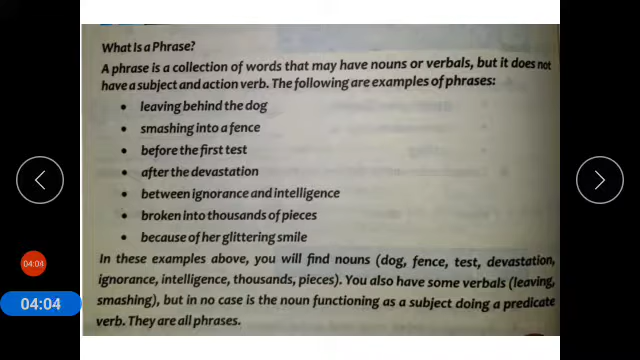 What is a Phrase?
A phrase is a collection of words that may have nouns or verbals, but it does not
have a subject and action verb. The following are examples of phrases:
• leaving behind the dog
• smashing into a fence
• before the first test
• after the devastation
• between ignorance and intelligence
• broken into thousands of pieces
• because of her glittering smile
In these examples above, you will find nouns (dog, fence, test, devastation,
ignorance, intelligence, thousands, pieces). You also have some verbals (leaving,
smashing), but in no case is the noun functioning as a subject doing a predicate
verb. They are all phrases.
04:04
04:04